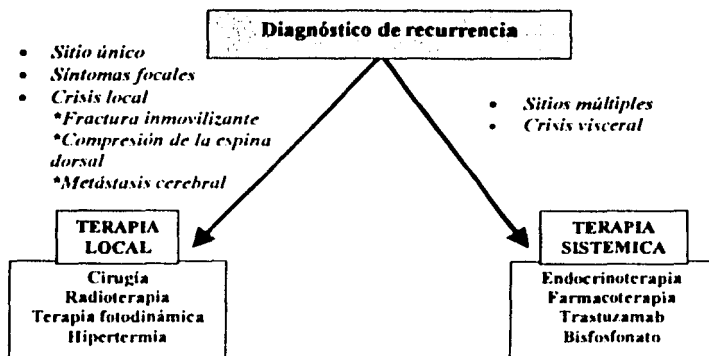 Diagnóstico de recurrencia
• Sitio único
• Síntomas focales
• Crisis local
*Fractura inmovilizante
*Compresión de la espina
dorsal
*Metástasis cerebral
• Sitios múltiples
• Crisis visceral
TERAPIA
LOCAL
Cirugía
Radioterapia
Terapia fotodinámica
Hipertermia
TERAPIA
SISTEMICA
Endocrinoterapia
Farmacoterapia
Trastuzamab
Bisfosfonato